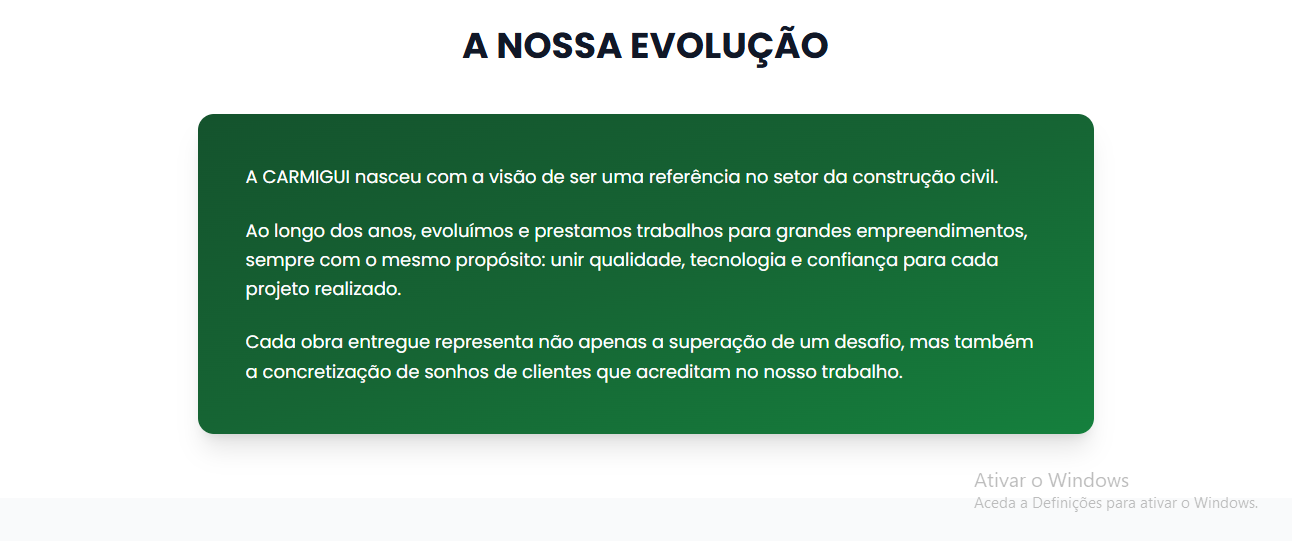 A NOSSA EVOLUÇÃO
A CARMIGUI nasceu com a visão de ser uma referência no setor da construção civil.
Ao longo dos anos, evoluímos e prestamos trabalhos para grandes empreendimentos,
sempre com o mesmo propósito: unir qualidade, tecnologia e confiança para cada
projeto realizado.
Cada obra entregue representa não apenas a superação de um desafio, mas também
a concretização de sonhos de clientes que acreditam no nosso trabalho.
Ativar o Windows
Aceda a Definições para ativar o Windows.